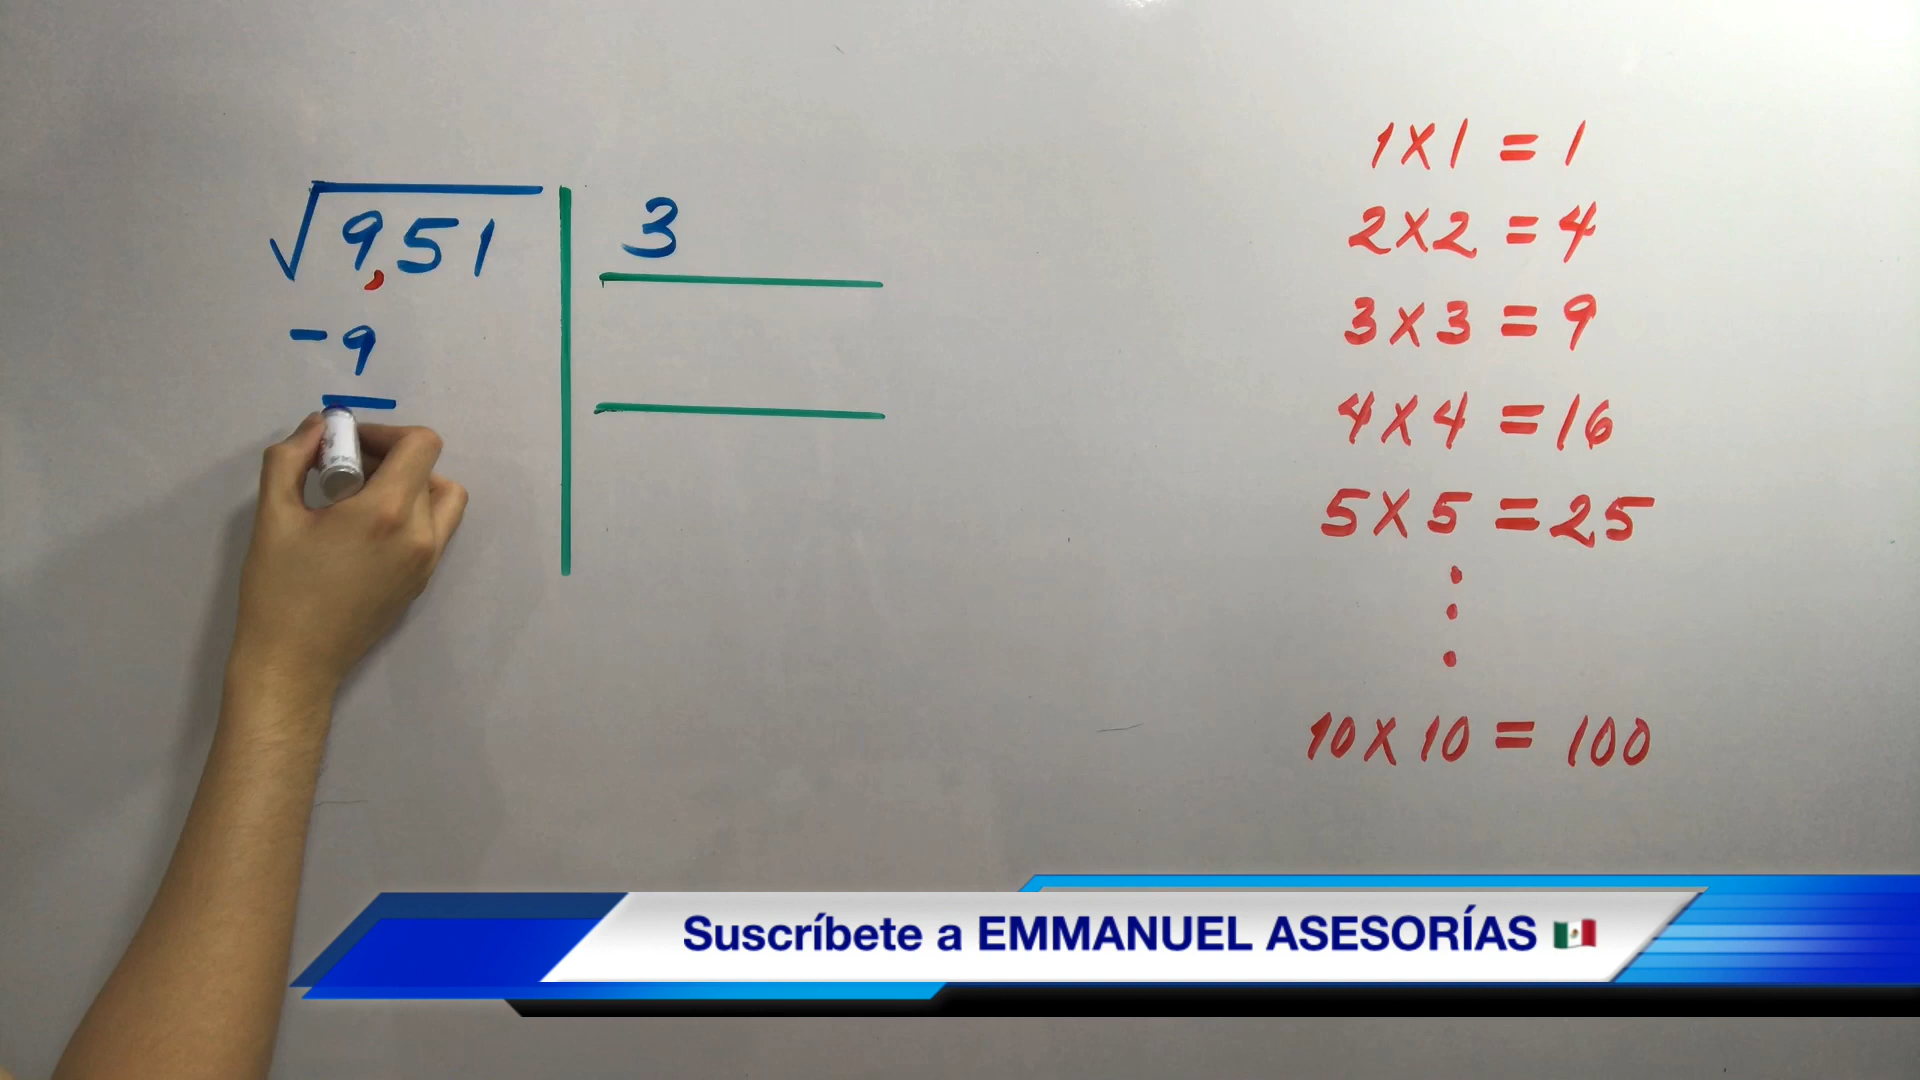 √9,51 3
-9
1x1 = 1
2x2 = 4
3x3 = 9
4x4 = 16
5x5 = 25
10x10 = 100
Suscríbete a EMMANUEL ASESORÍAS 🇲🇽